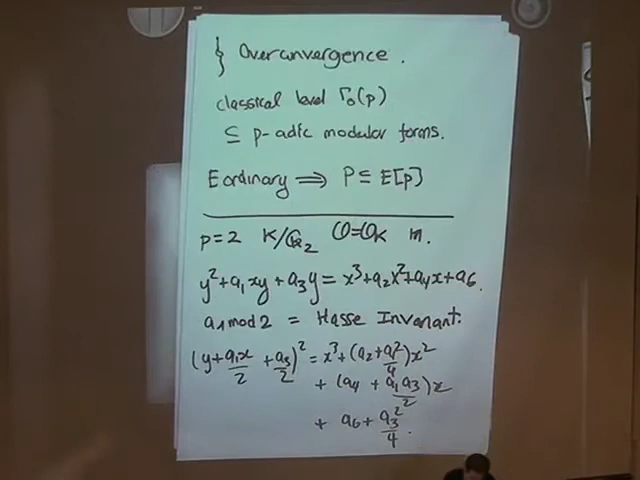 § Overconvergence.
classical level Γ₀(p)
⊆ p-adic modular forms.
E ordinary ⟹ P ⊆ E[p]
p=2 K/ℚ₂ 𝒪=𝒪_K m.
y²+a₁xy+a₃y = x³+a₂x²+a₄x+a₆.
a₁ mod 2 = Hasse Invariant.
(y+a₁x/2+a₃/2)² = x³+(a₂+a₁²/4)x²
+ (a₄ + a₁a₃/2)x
+ a₆+a₃²/4.